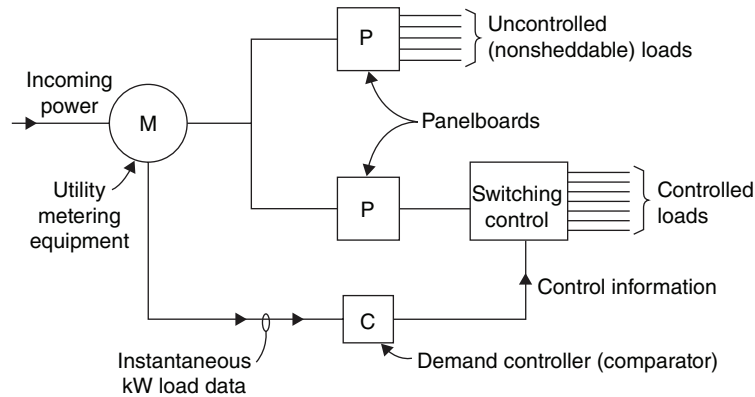 P
Uncontrolled
(nonsheddable) loads
Incoming
power
M
Panelboards
Utility
metering
equipment
P
Switching
control
Controlled
loads
Control information
C
Instantaneous
kW load data
Demand controller (comparator)